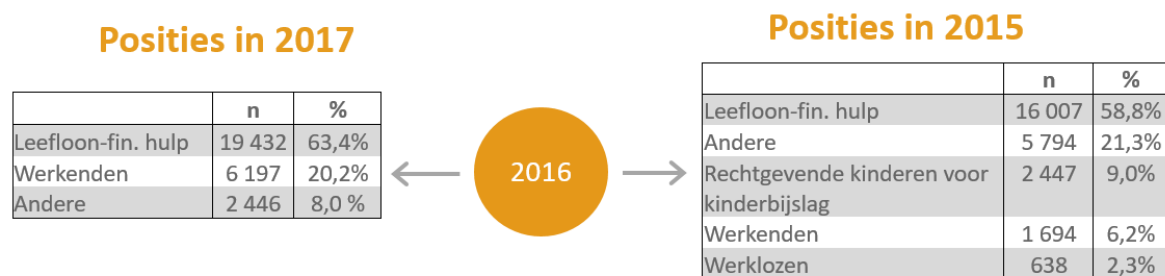 Posities in 2017
n %
Leefloon-fin. hulp 19 432 63,4%
Werkenden 6 197 20,2%
Andere 2 446 8,0 %
2016
Posities in 2015
n %
Leefloon-fin. hulp 16 007 58,8%
Andere 5 794 21,3%
Rechtgevende kinderen voor 2 447 9,0%
kinderbijslag
Werkenden 1 694 6,2%
Werklozen 638 2,3%